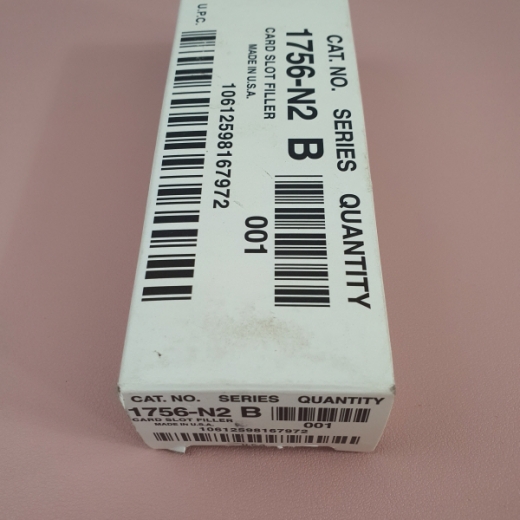 CAT. NO. SERIES QUANTITY
1756-N2 B 001
CARD SLOT FILLER
MADE IN U.S.A.
10612598167972
U.P.C.
CAT. NO. SERIES QUANTITY
1756-N2 B 001
CARD SLOT FILLER
MADE IN U.S.A.
10612598167972